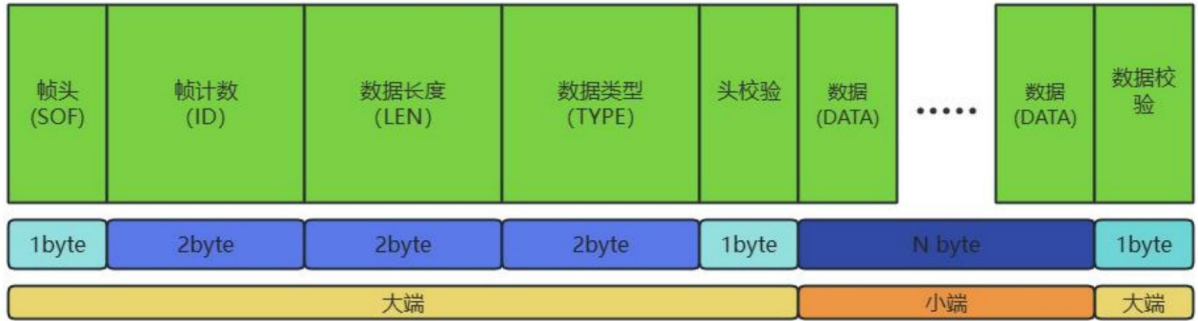 帧头
(SOF)
帧计数
(ID)
数据长度
(LEN)
数据类型
(TYPE)
头校验
数据
(DATA)
.....
数据
(DATA)
数据校
验
1byte
2byte
2byte
2byte
1byte
N byte
1byte
大端
小端
大端